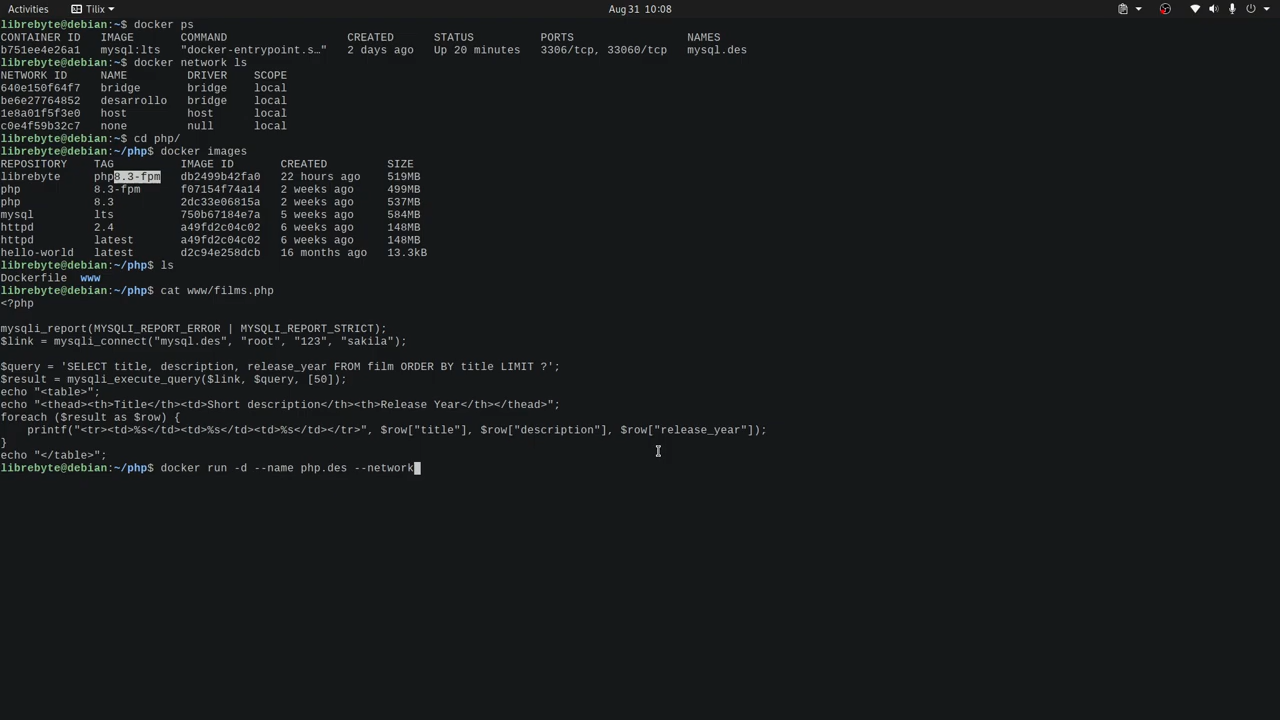 Activities Tilix Aug 31 10:08
librebyte@debian:~$ docker ps
CONTAINER ID IMAGE COMMAND CREATED STATUS PORTS NAMES
b751ee4e26a1 mysql:lts "docker-entrypoint.s…" 2 days ago Up 20 minutes 3306/tcp, 33060/tcp mysql.des
librebyte@debian:~$ docker network ls
NETWORK ID NAME DRIVER SCOPE
640e150f64f7 bridge bridge local
be6e27764852 desarrollo bridge local
1e8a01f5f3e0 host host local
c0e4f59b32c7 none null local
librebyte@debian:~$ cd php/
librebyte@debian:~/php$ docker images
REPOSITORY TAG IMAGE ID CREATED SIZE
librebyte php8.3-fpm db2499b42fa0 22 hours ago 519MB
php 8.3-fpm f07154f74a14 2 weeks ago 499MB
php 8.3 2dc33e06815a 2 weeks ago 537MB
mysql lts 750b67184e7a 5 weeks ago 584MB
httpd 2.4 a49fd2c04c02 6 weeks ago 148MB
httpd latest a49fd2c04c02 6 weeks ago 148MB
hello-world latest d2c94e258dcb 16 months ago 13.3kB
librebyte@debian:~/php$ ls
Dockerfile www
librebyte@debian:~/php$ cat www/films.php
<?php
mysqli_report(MYSQLI_REPORT_ERROR | MYSQLI_REPORT_STRICT);
$link = mysqli_connect("mysql.des", "root", "123", "sakila");
$query = 'SELECT title, description, release_year FROM film ORDER BY title LIMIT ?';
$result = mysqli_execute_query($link, $query, [50]);
echo "<table>";
echo "<thead><th>Title</th><td>Short description</th><th>Release Year</th></thead>";
foreach ($result as $row) {
    printf("<tr><td>%s</td><td>%s</td><td>%s</td></tr>", $row["title"], $row["description"], $row["release_year"]);
}
echo "</table>";
librebyte@debian:~/php$ docker run -d --name php.des --network